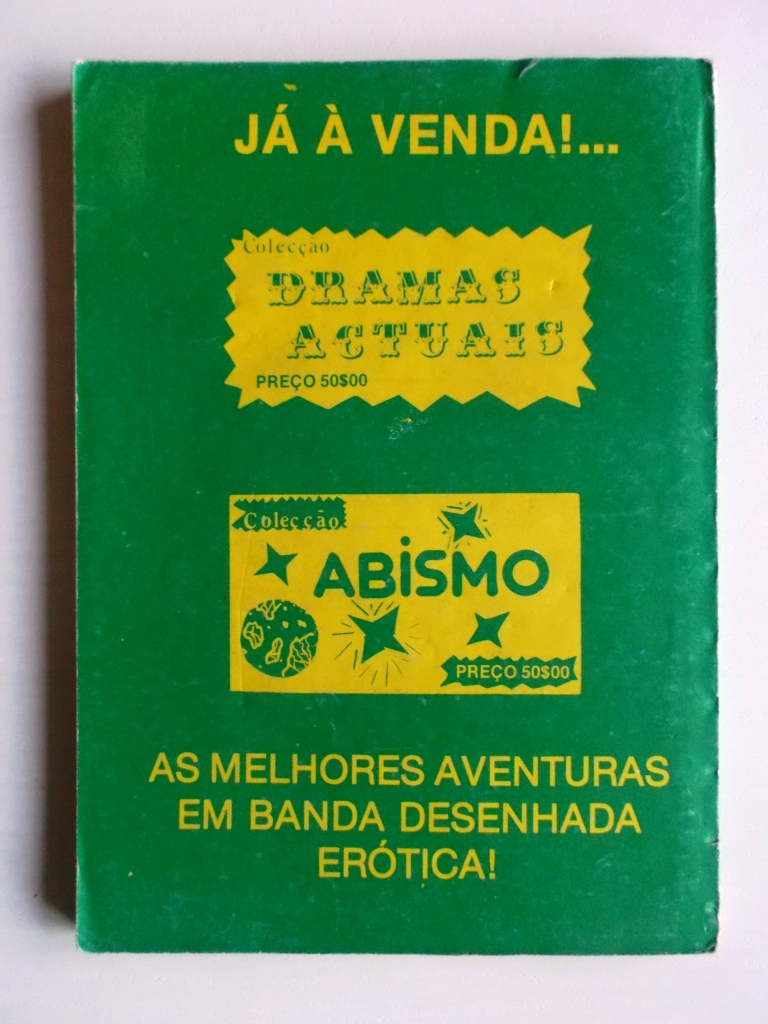 JÁ À VENDA!...
Colecção
DRAMAS
ACTUAIS
PREÇO 50$00
Colecção
ABISMO
PREÇO 50$00
AS MELHORES AVENTURAS
EM BANDA DESENHADA
ERÓTICA!